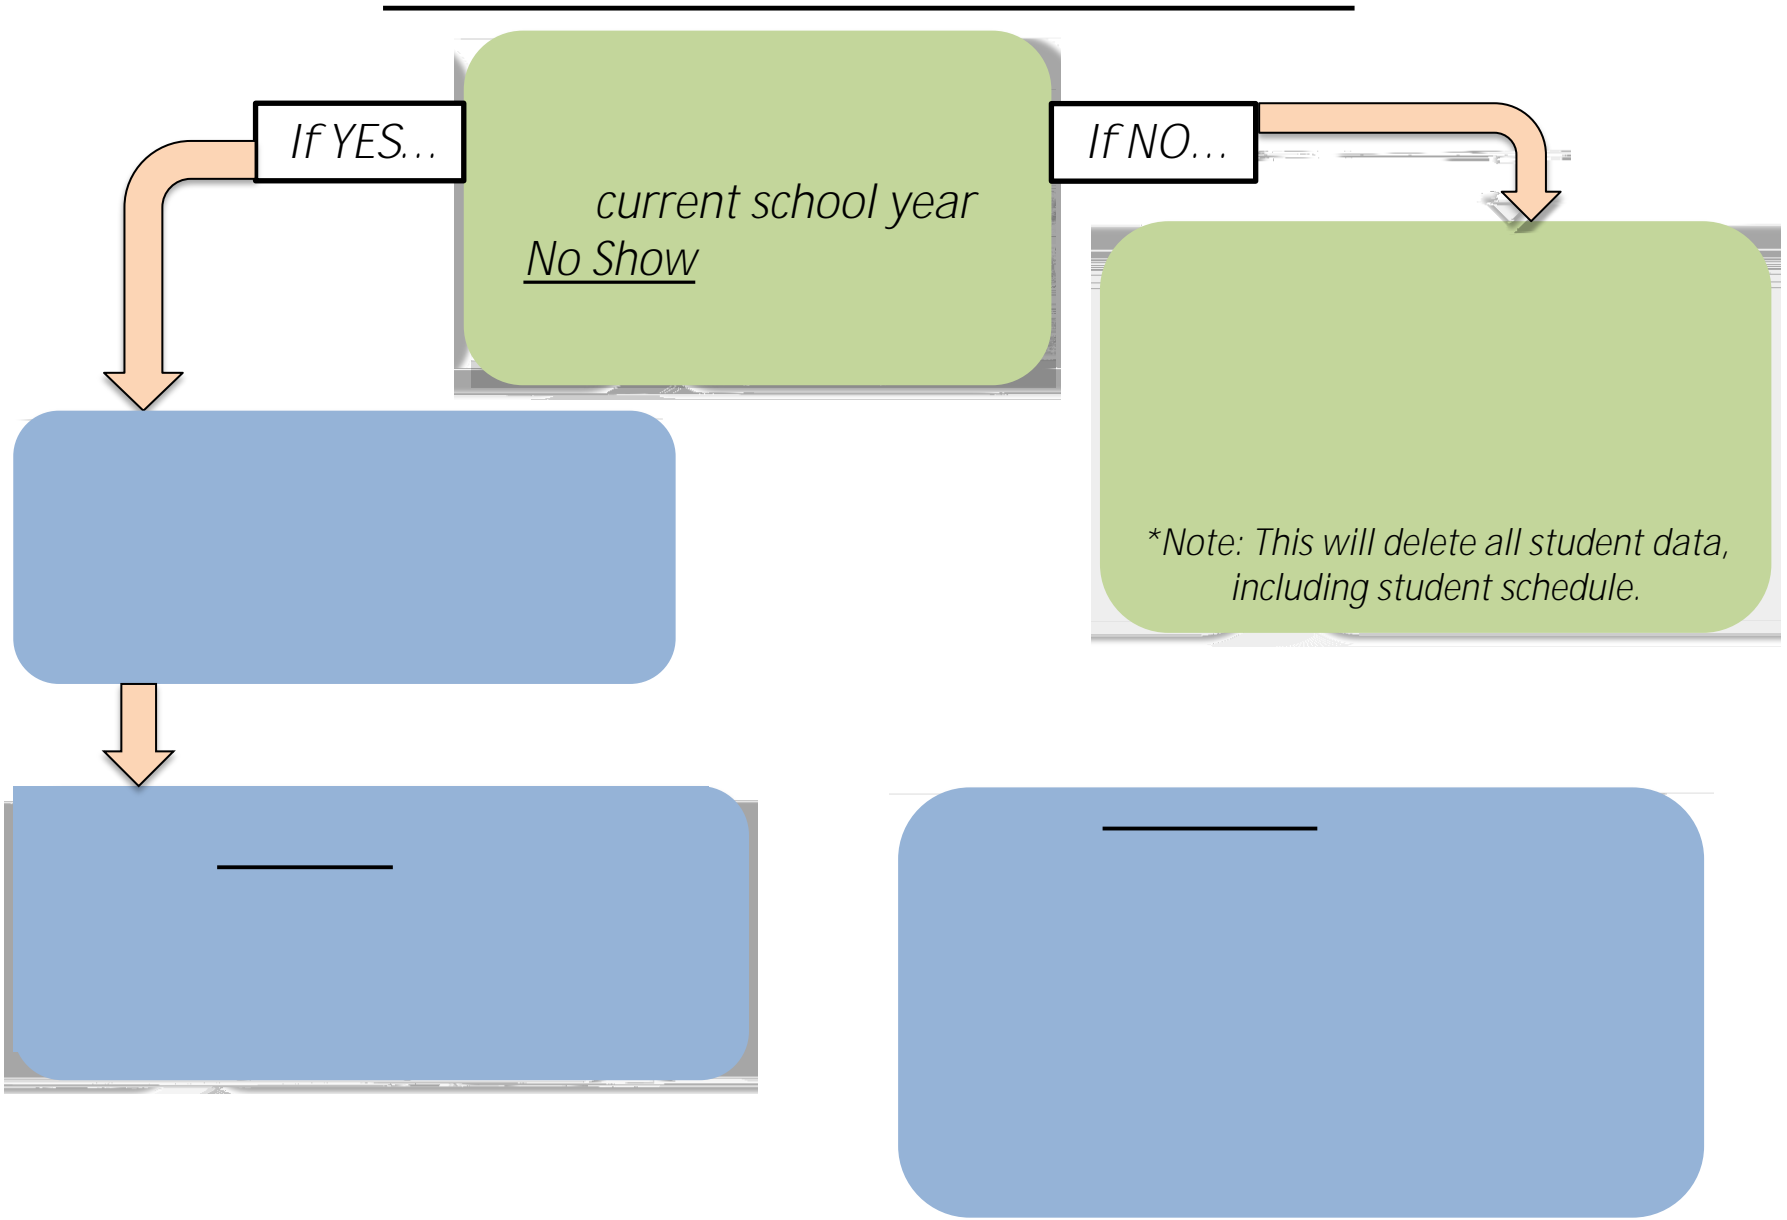 If YES...
If NO...
current school year
No Show
*Note: This will delete all student data,
including student schedule.